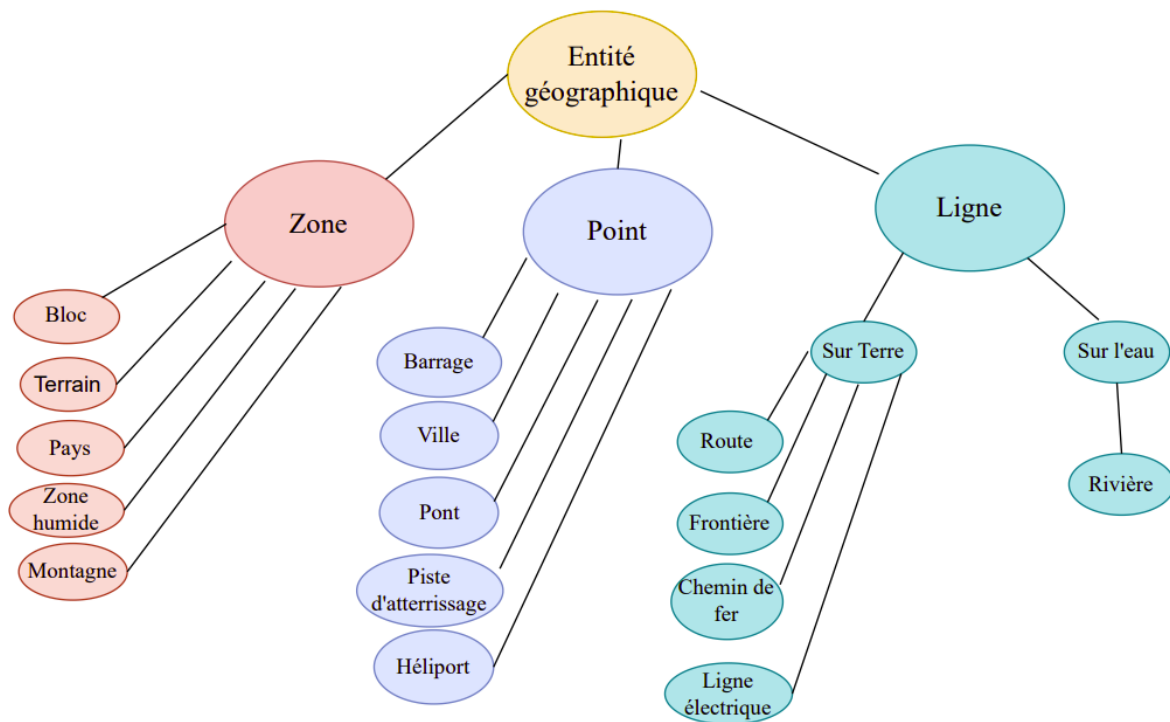 Entité
géographique
Zone
Point
Ligne
Bloc
Terrain
Pays
Zone
humide
Montagne
Barrage
Ville
Pont
Piste
d'atterrissage
Héliport
Sur Terre
Sur l'eau
Route
Frontière
Chemin de
fer
Ligne
électrique
Rivière